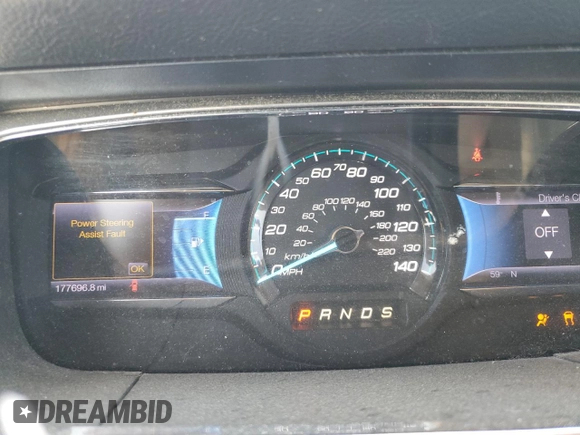 Power Steering
Assist Fault
OK
177696.8 mi
F
E
0 10 20 30 40 50 60 70 80 90 100 110 120 130 140
MPH
20 40 60 80 100 120 140 160 180 200 220
km/h
P R N D S
Driver's C
OFF
59° N
DREAMBID